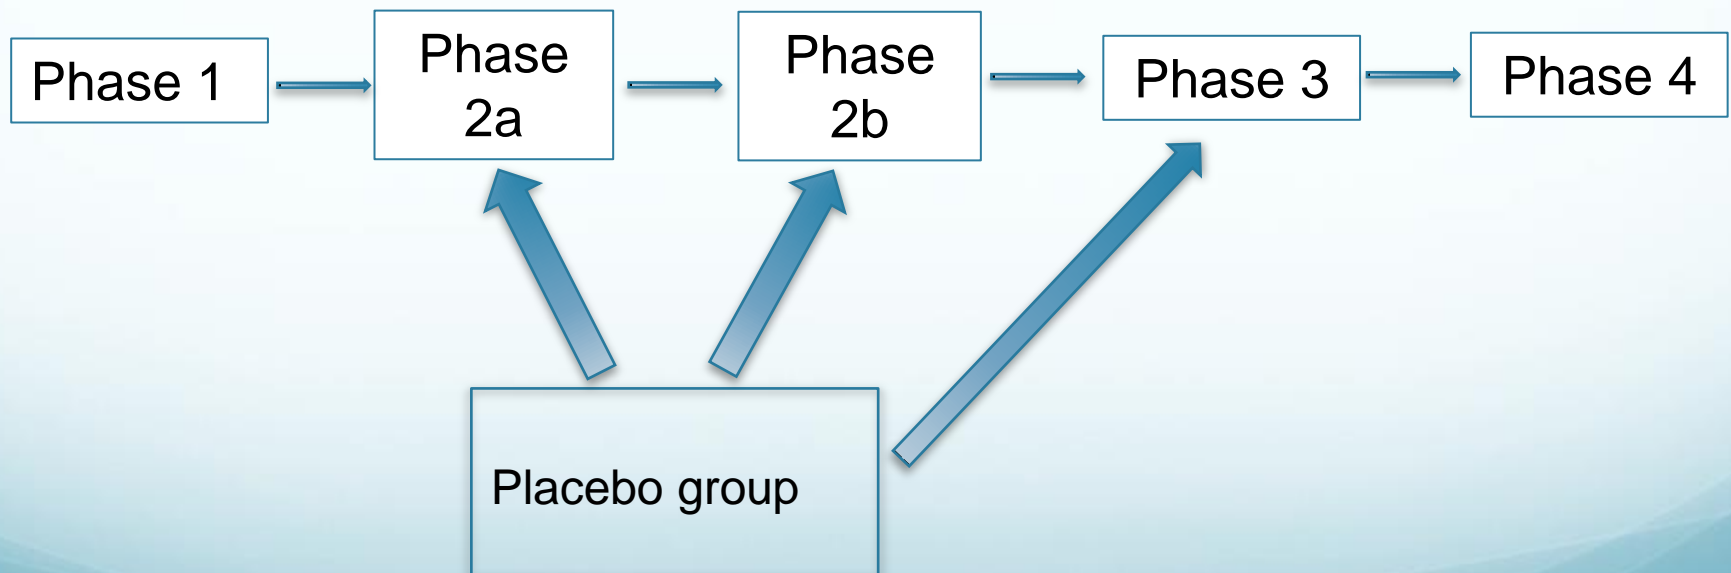 Phase 1
Phase
2a
Phase
2b
Phase 3
Phase 4
Placebo group